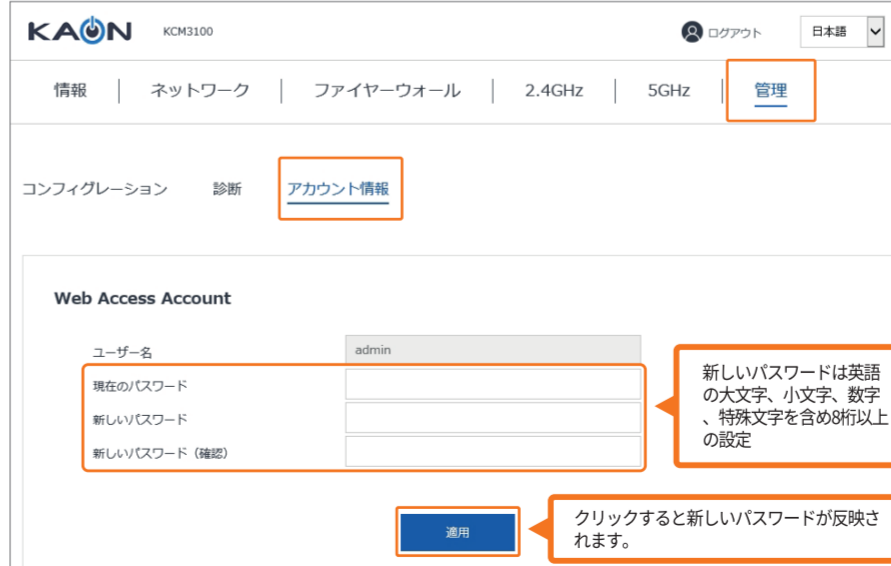 KAON KCM3100 ログアウト 日本語
情報 ネットワーク ファイヤーウォール 2.4GHz 5GHz 管理
コンフィグレーション 診断 アカウント情報
Web Access Account
ユーザー名 admin
現在のパスワード
新しいパスワード
新しいパスワード（確認）
新しいパスワードは英語
の大文字、小文字、数字
、特殊文字を含め8桁以上
の設定
適用
クリックすると新しいパスワードが反映さ
れます。